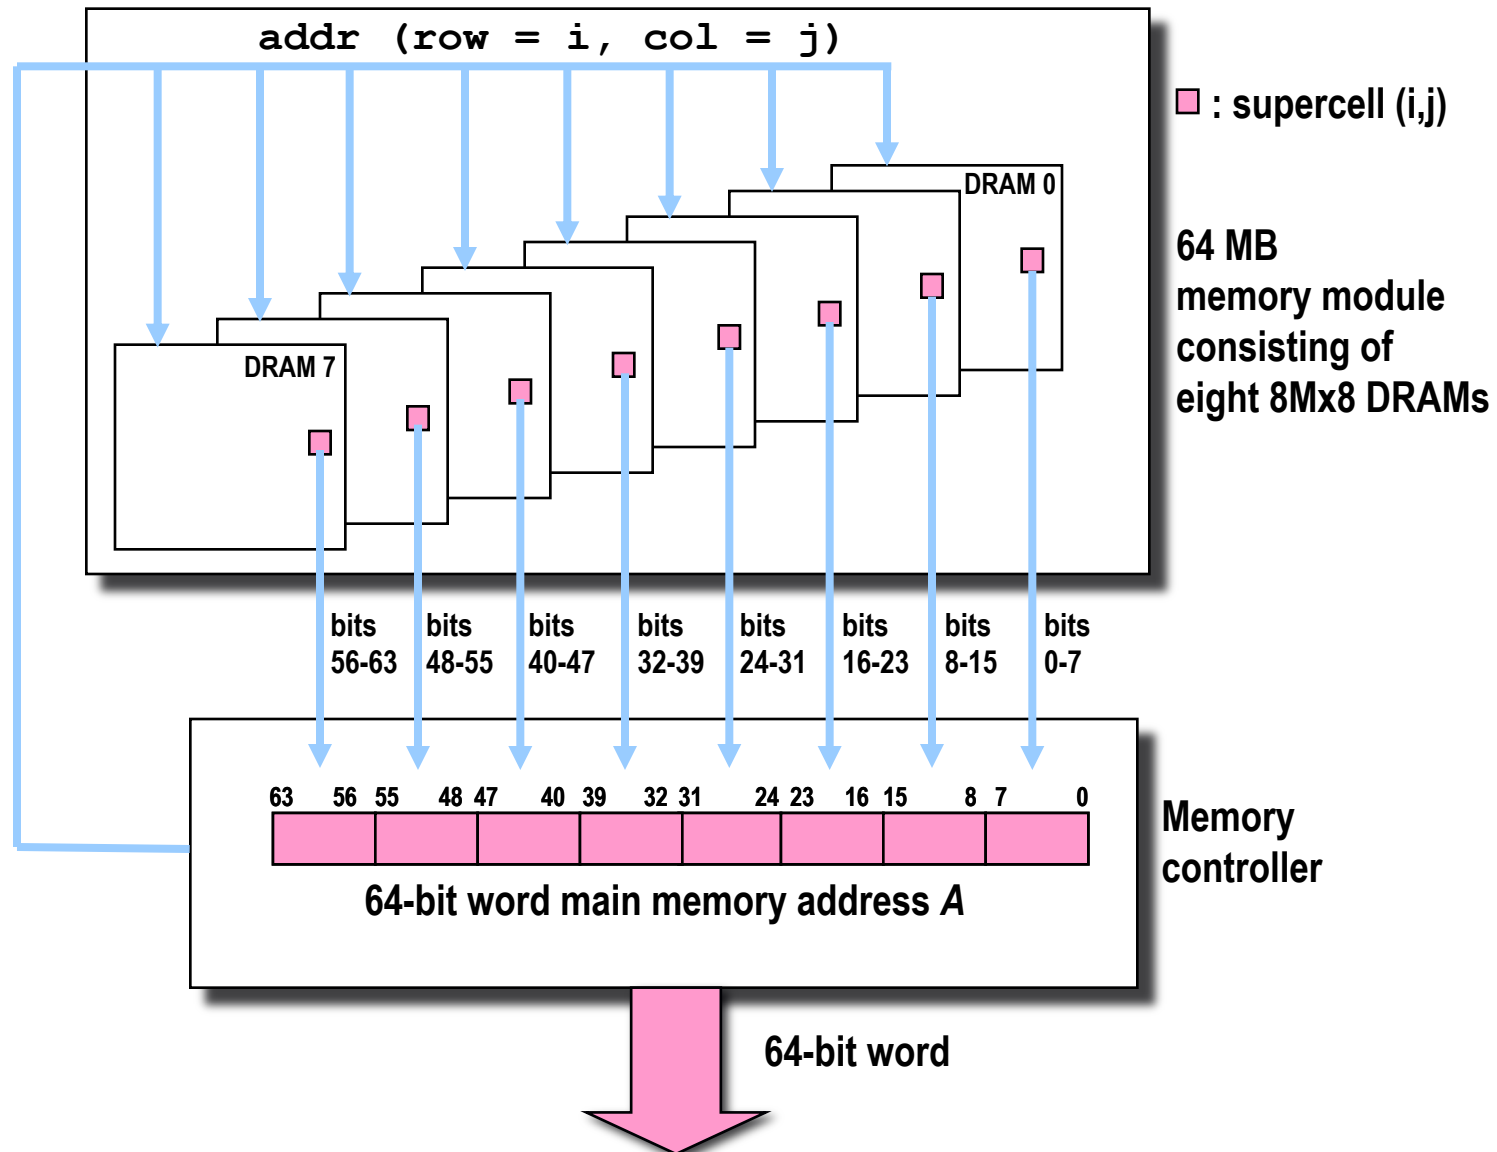 addr (row = i, col = j)
: supercell (i,j)
DRAM 0
64 MB
memory module
consisting of
eight 8Mx8 DRAMs
DRAM 7
bits
56-63
bits
48-55
bits
40-47
bits
32-39
bits
24-31
bits
16-23
bits
8-15
bits
0-7
63 56 55 48 47 40 39 32 31 24 23 16 15 8 7 0
Memory
controller
64-bit word main memory address A
64-bit word